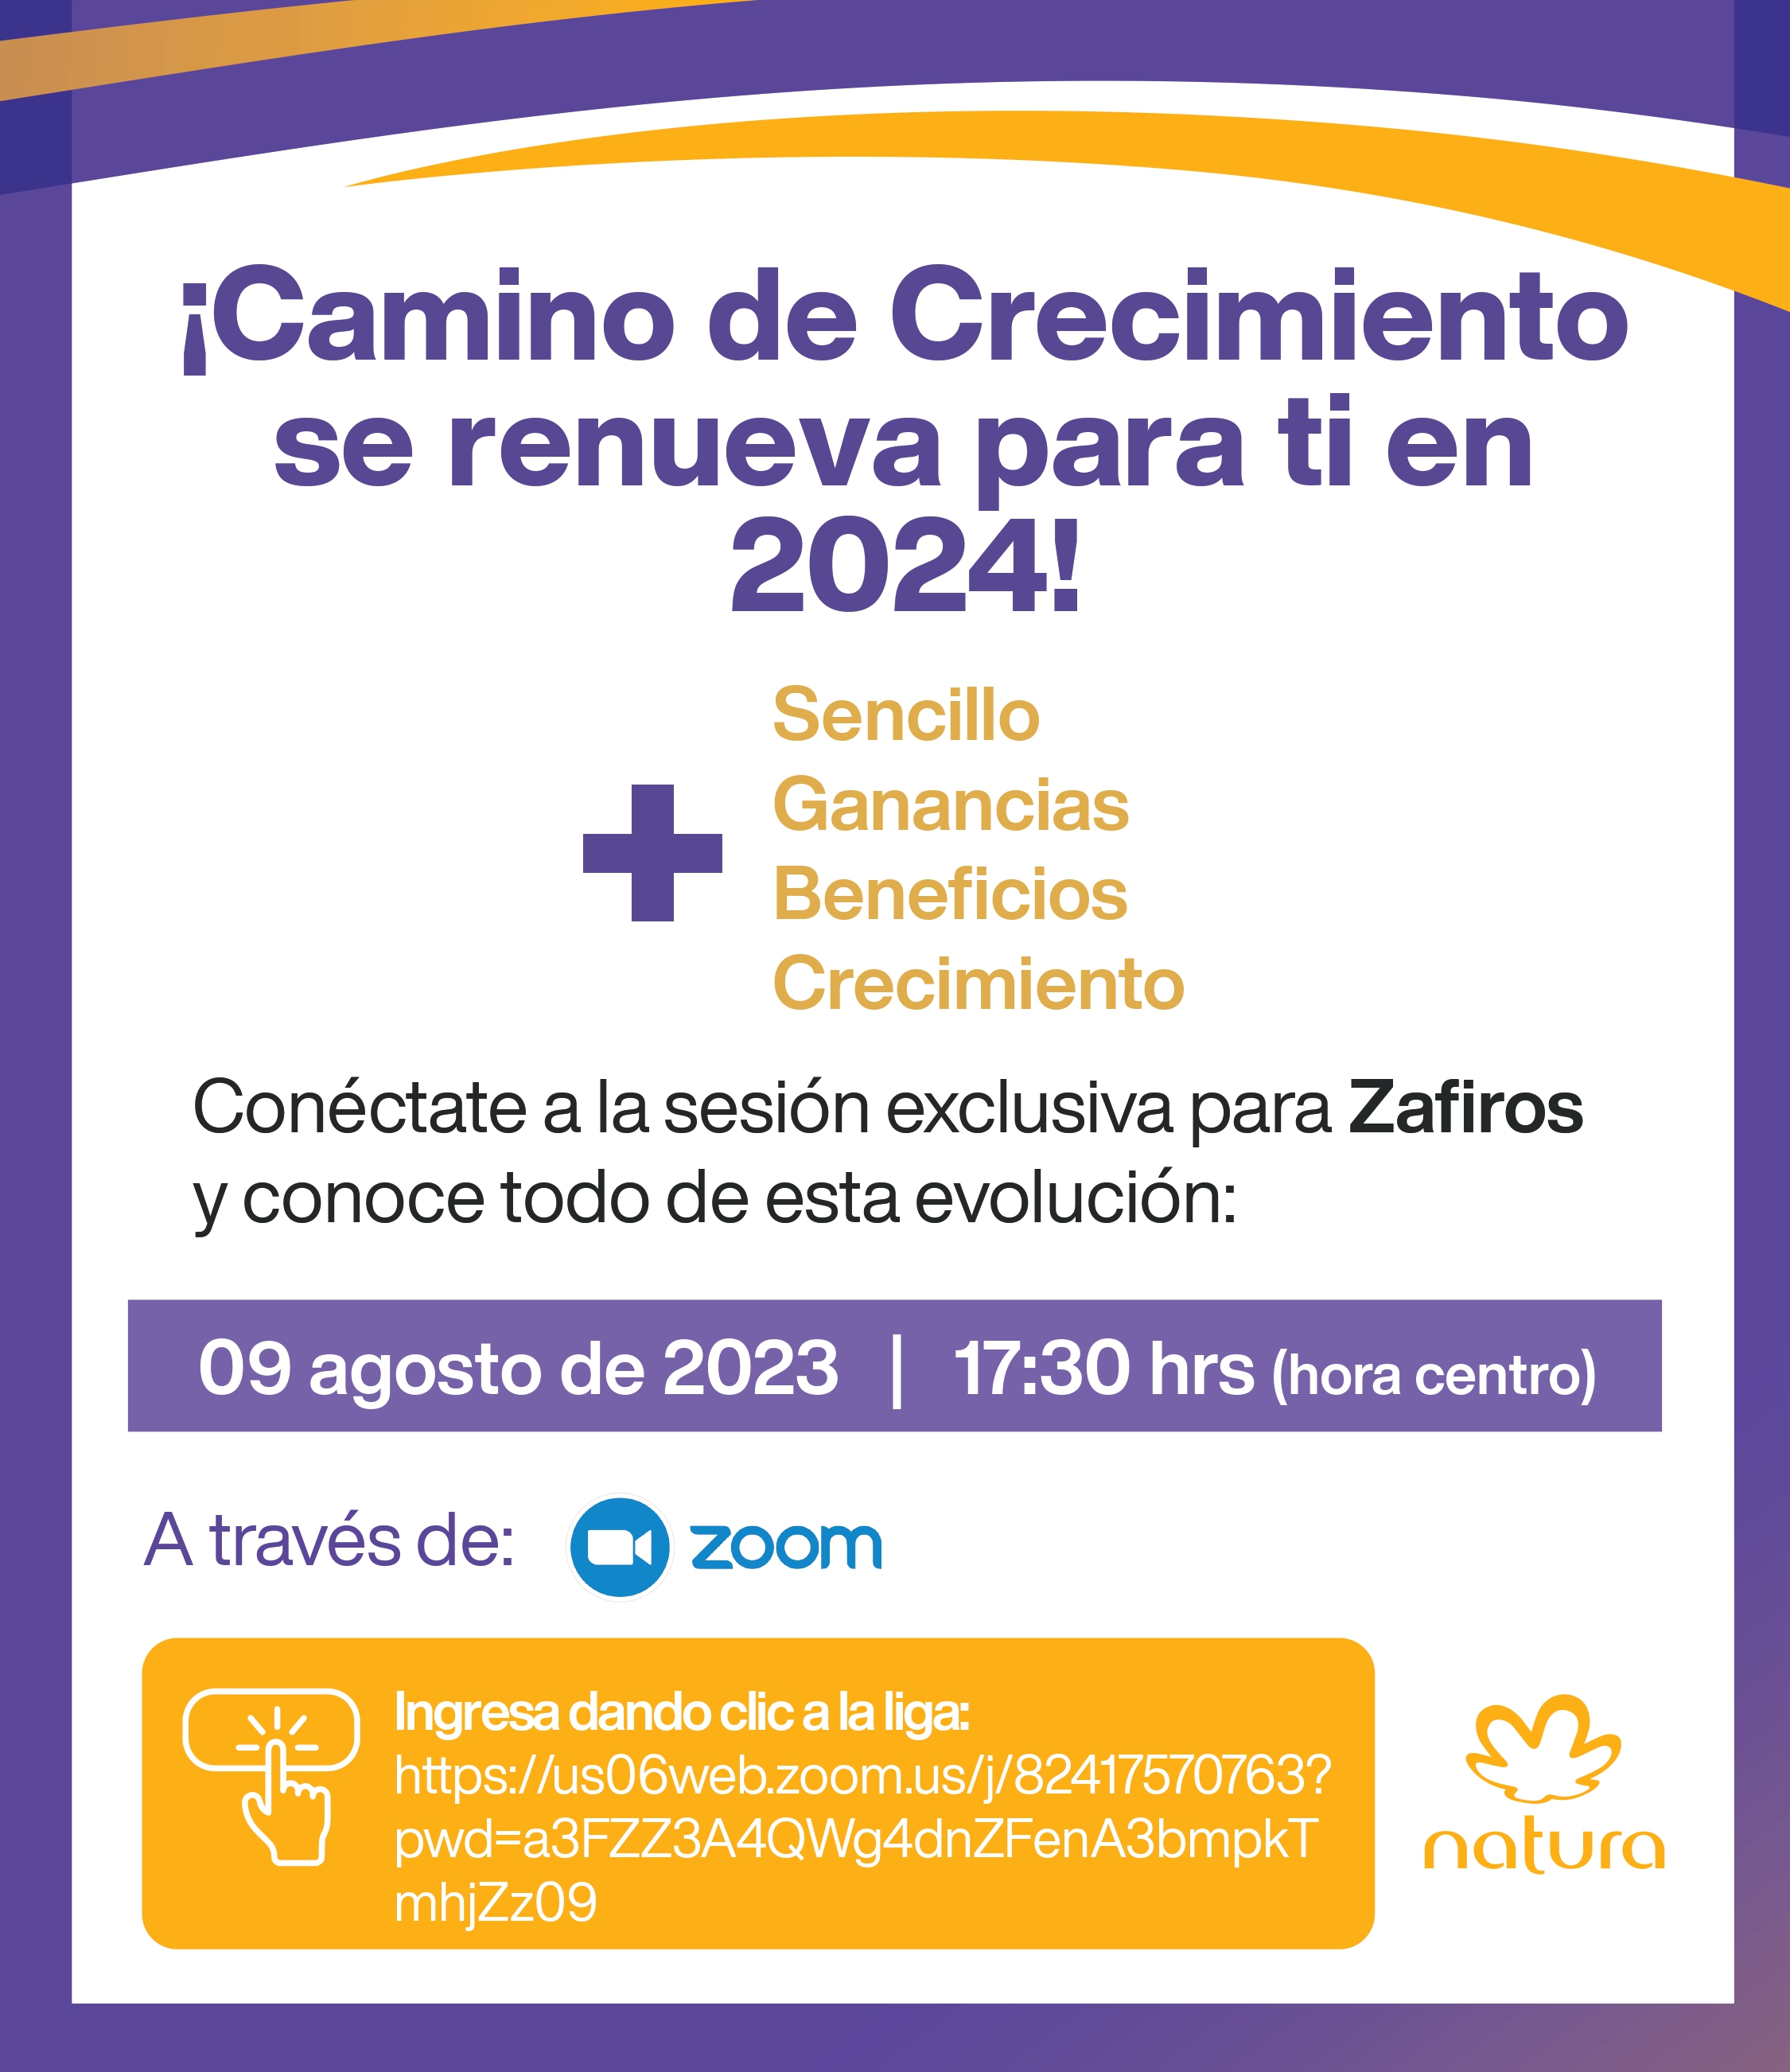 ¡Camino de Crecimiento
se renueva para ti en
2024!
+
Sencillo
Ganancias
Beneficios
Crecimiento
Conéctate a la sesión exclusiva para Zafiros
y conoce todo de esta evolución:
09 agosto de 2023 | 17:30 hrs (hora centro)
A través de: zoom
Ingresa dando clic a la liga:
https://us06web.zoom.us/j/82417570763?
pwd=a3FZZ3A4QWg4dnZFenA3bmpkT
mhjZz09
natura